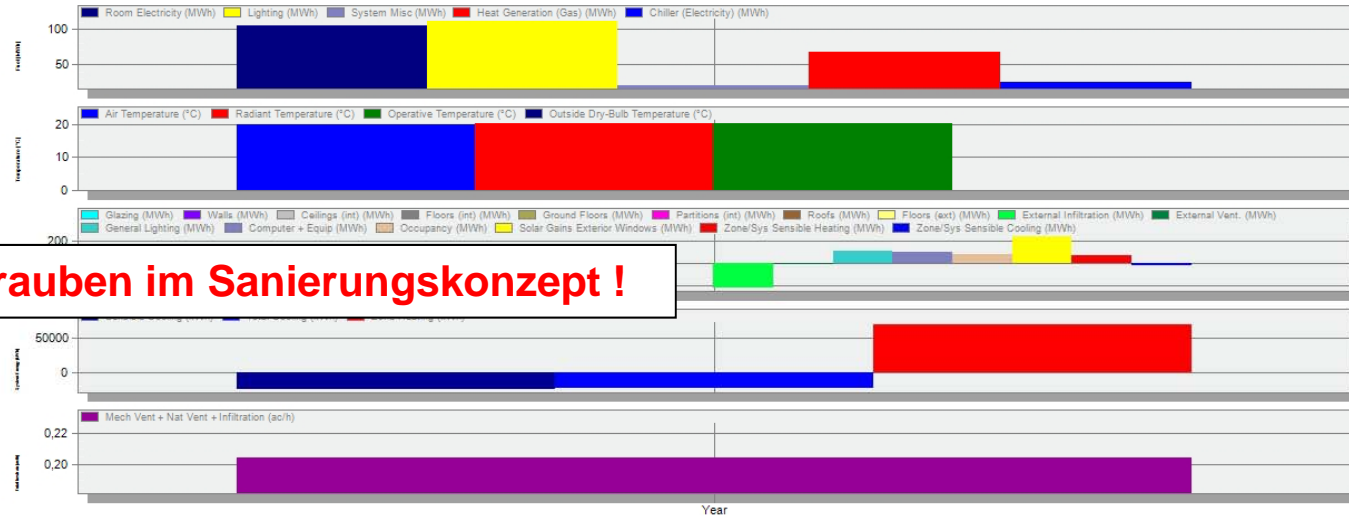 Room Electricity (MWh) Lighting (MWh) System Misc (MWh) Heat Generation (Gas) (MWh) Chiller (Electricity) (MWh)
100
50
Air Temperature (°C) Radiant Temperature (°C) Operative Temperature (°C) Outside Dry-Bulb Temperature (°C)
Temperature (°C)
20
10
0
Glazing (MWh) Walls (MWh) Ceilings (int) (MWh) Floors (int) (MWh) Ground Floors (MWh) Partitions (int) (MWh) Roofs (MWh) Floors (ext) (MWh) External Infiltration (MWh) External Vent. (MWh)
General Lighting (MWh) Computer + Equip (MWh) Occupancy (MWh) Solar Gains Exterior Windows (MWh) Zone/Sys Sensible Heating (MWh) Zone/Sys Sensible Cooling (MWh)
200
rauben im Sanierungskonzept !
50000
0
Mech Vent + Nat Vent + Infiltration (ac/h)
0,22
0,20
Year